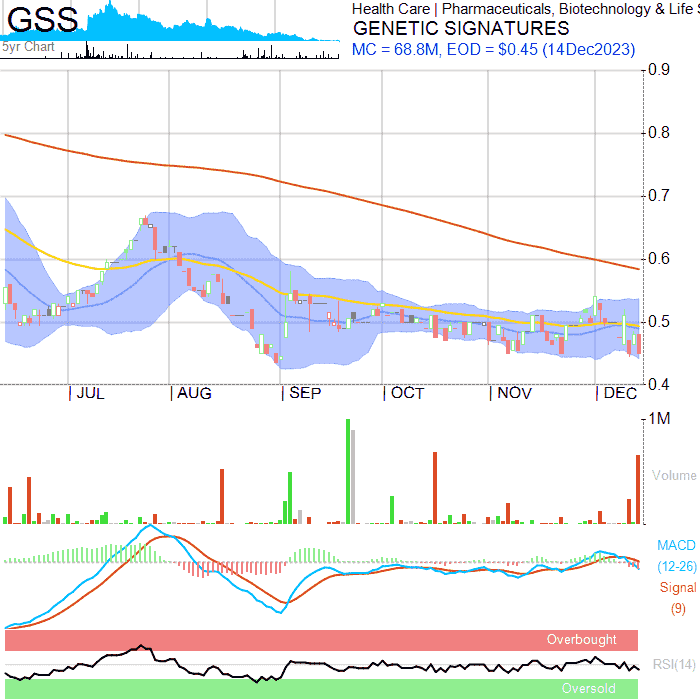 GSS
5yr Chart
Health Care | Pharmaceuticals, Biotechnology & Life S
GENETIC SIGNATURES
MC = 68.8M, EOD = $0.45 (14Dec2023)
0.9
0.8
0.7
0.6
0.5
0.4
JUL AUG SEP OCT NOV DEC
1M
Volume
MACD
(12-26)
Signal
(9)
Overbought
RSI(14)
Oversold